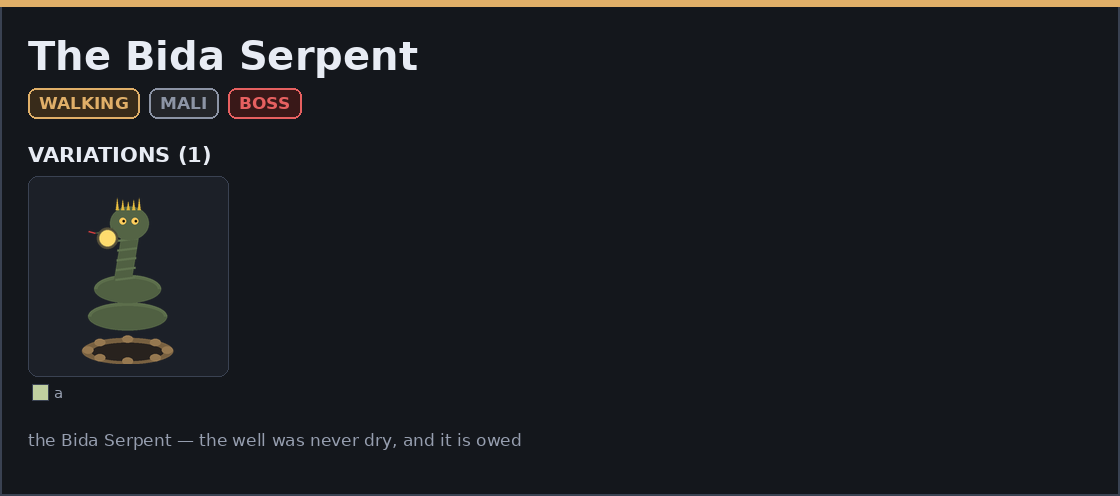 The Bida Serpent
WALKING MALI BOSS
VARIATIONS (1)
a
the Bida Serpent — the well was never dry, and it is owed